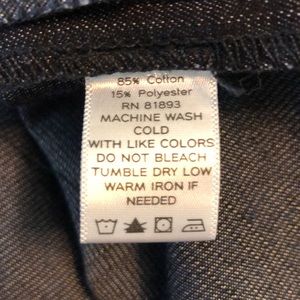 85% Cotton
15% Polyester
RN 81893
MACHINE WASH
COLD
WITH LIKE COLORS
DO NOT BLEACH
TUMBLE DRY LOW
WARM IRON IF
NEEDED